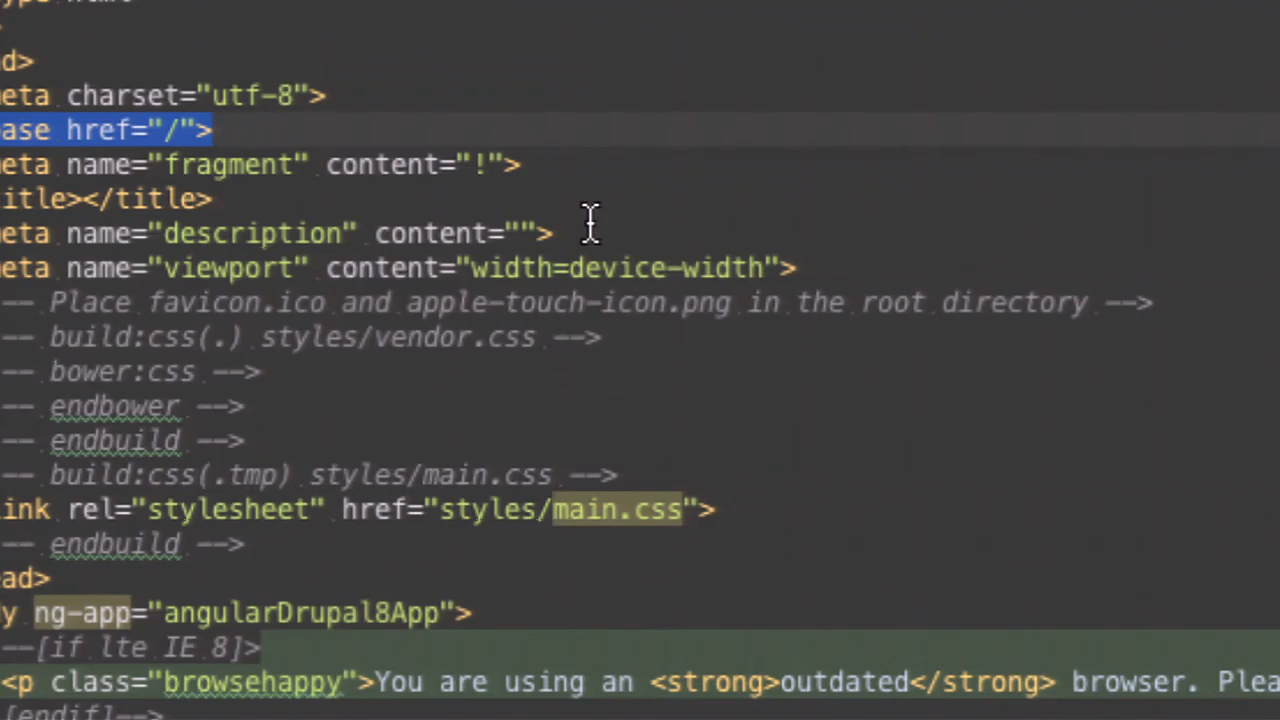 ad>
eta charset="utf-8">
ase href="/">
eta name="fragment" content="!">
itle></title>
eta name="description" content="">
eta name="viewport" content="width=device-width">
-- Place favicon.ico and apple-touch-icon.png in the root directory -->
-- build:css(.) styles/vendor.css -->
-- bower:css -->
-- endbower -->
-- endbuild -->
-- build:css(.tmp) styles/main.css -->
ink rel="stylesheet" href="styles/main.css">
-- endbuild -->
ead>
y ng-app="angularDrupal8App">
--[if lte IE 8]>
<p class="browsehappy">You are using an <strong>outdated</strong> browser. Plea
[endif]-->